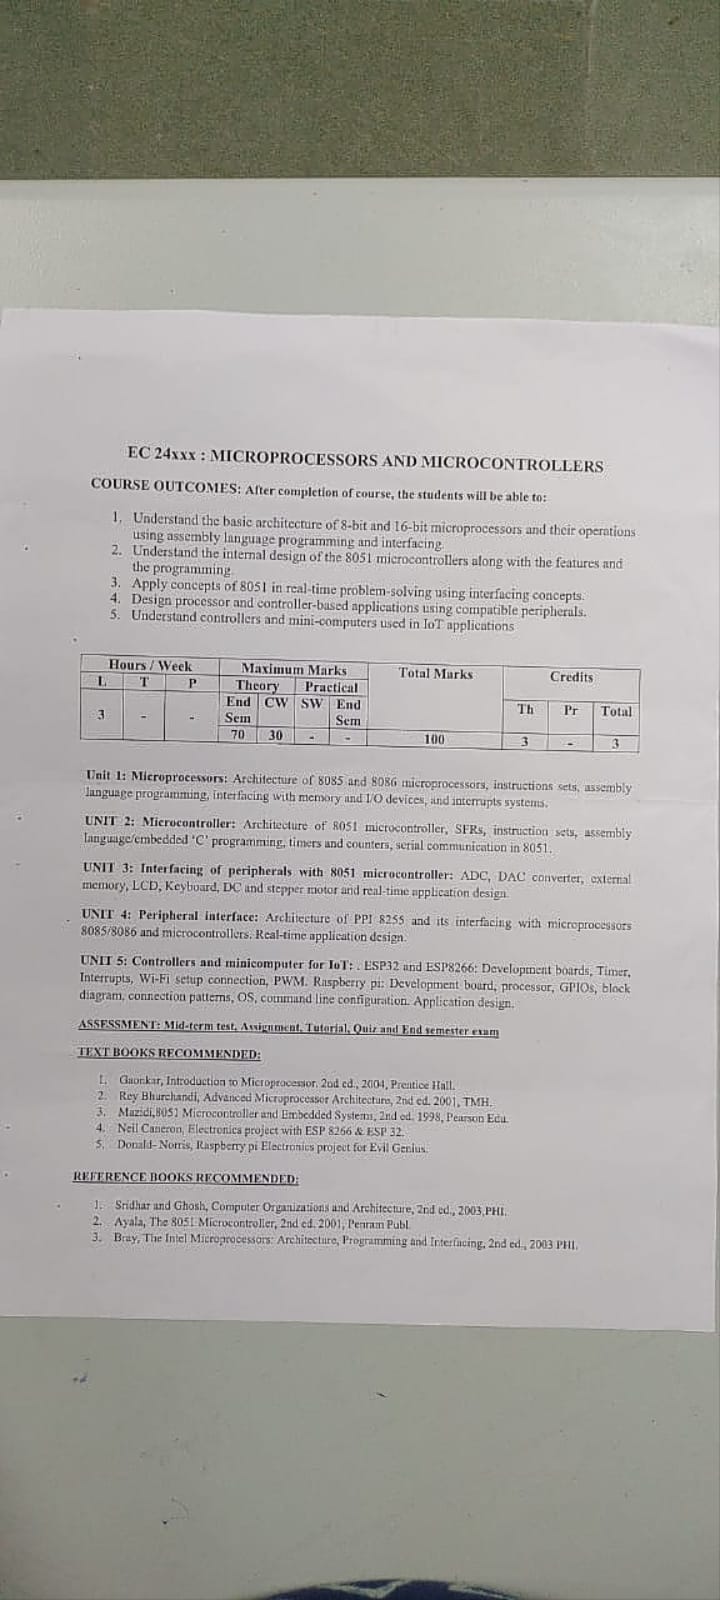 EC 24xxx : MICROPROCESSORS AND MICROCONTROLLERS
COURSE OUTCOMES: After completion of course, the students will be able to:
1. Understand the basic architecture of 8-bit and 16-bit microprocessors and their operations
using assembly language programming and interfacing.
2. Understand the internal design of the 8051 microcontrollers along with the features and
the programming.
3. Apply concepts of 8051 in real-time problem-solving using interfacing concepts.
4. Design processor and controller-based applications using compatible peripherals.
5. Understand controllers and mini-computers used in IoT applications
Hours / Week Maximum Marks Total Marks Credits
L T P Theory Practical
3 - - End Sem CW SW End Sem Th Pr Total
70 30 - - 100 3 - 3
Unit 1: Microprocessors: Architecture of 8085 and 8086 microprocessors, instructions sets, assembly
language programming, interfacing with memory and I/O devices, and interrupts systems.
UNIT 2: Microcontroller: Architecture of 8051 microcontroller, SFRs, instruction sets, assembly
language/embedded 'C' programming, timers and counters, serial communication in 8051.
UNIT 3: Interfacing of peripherals with 8051 microcontroller: ADC, DAC converter, external
memory, LCD, Keyboard, DC and stepper motor and real-time application design.
UNIT 4: Peripheral interface: Architecture of PPI 8255 and its interfacing with microprocessors
8085/8086 and microcontrollers. Real-time application design.
UNIT 5: Controllers and minicomputer for IoT: . ESP32 and ESP8266: Development boards, Timer,
Interrupts, Wi-Fi setup connection, PWM. Raspberry pi: Development board, processor, GPIOs, block
diagram, connection patterns, OS, command line configuration. Application design.
ASSESSMENT: Mid-term test, Assignment, Tutorial, Quiz and End semester exam
TEXT BOOKS RECOMMENDED:
1. Gaonkar, Introduction to Microprocessor, 2nd ed., 2004, Prentice Hall.
2. Rey Bhurchandi, Advanced Microprocessor Architecture, 2nd ed. 2001, TMH.
3. Mazidi,8051 Microcontroller and Embedded Systems, 2nd ed. 1998, Pearson Edu.
4. Neil Cameron, Electronics project with ESP 8266 & ESP 32.
5. Donald- Norris, Raspberry pi Electronics project for Evil Genius.
REFERENCE BOOKS RECOMMENDED:
1. Sridhar and Ghosh, Computer Organizations and Architecture, 2nd ed., 2003,PHI.
2. Ayala, The 8051 Microcontroller, 2nd ed. 2001, Penram Publ.
3. Bray, The Intel Microprocessors: Architecture, Programming and Interfacing, 2nd ed., 2003 PHI.